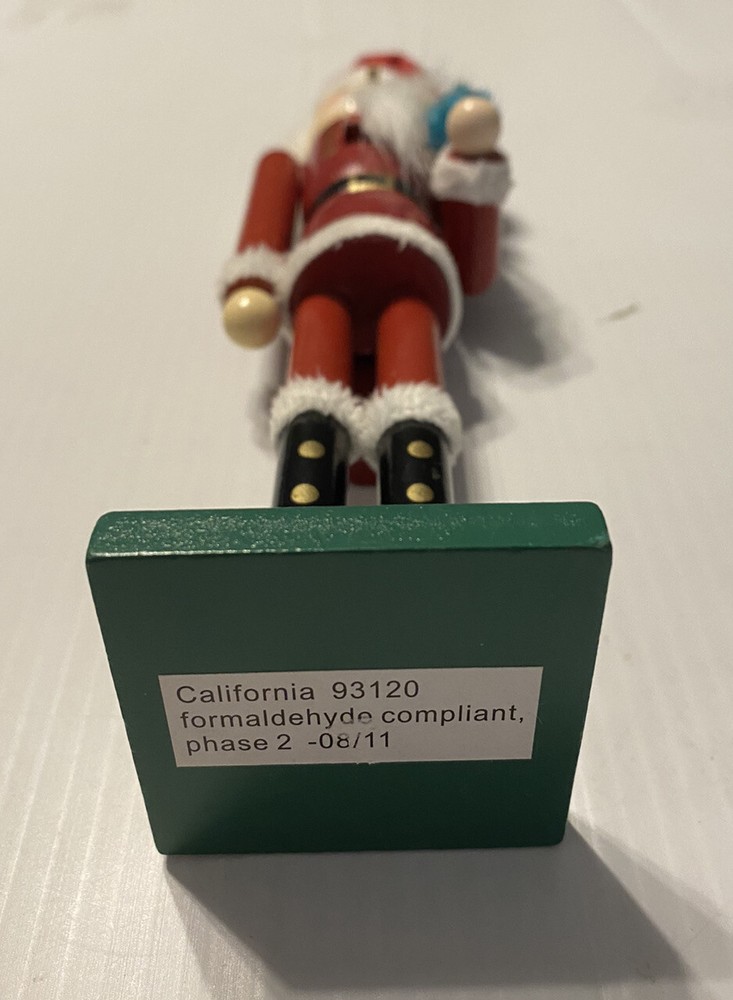 California 93120
formaldehyde compliant,
phase 2 -08/11